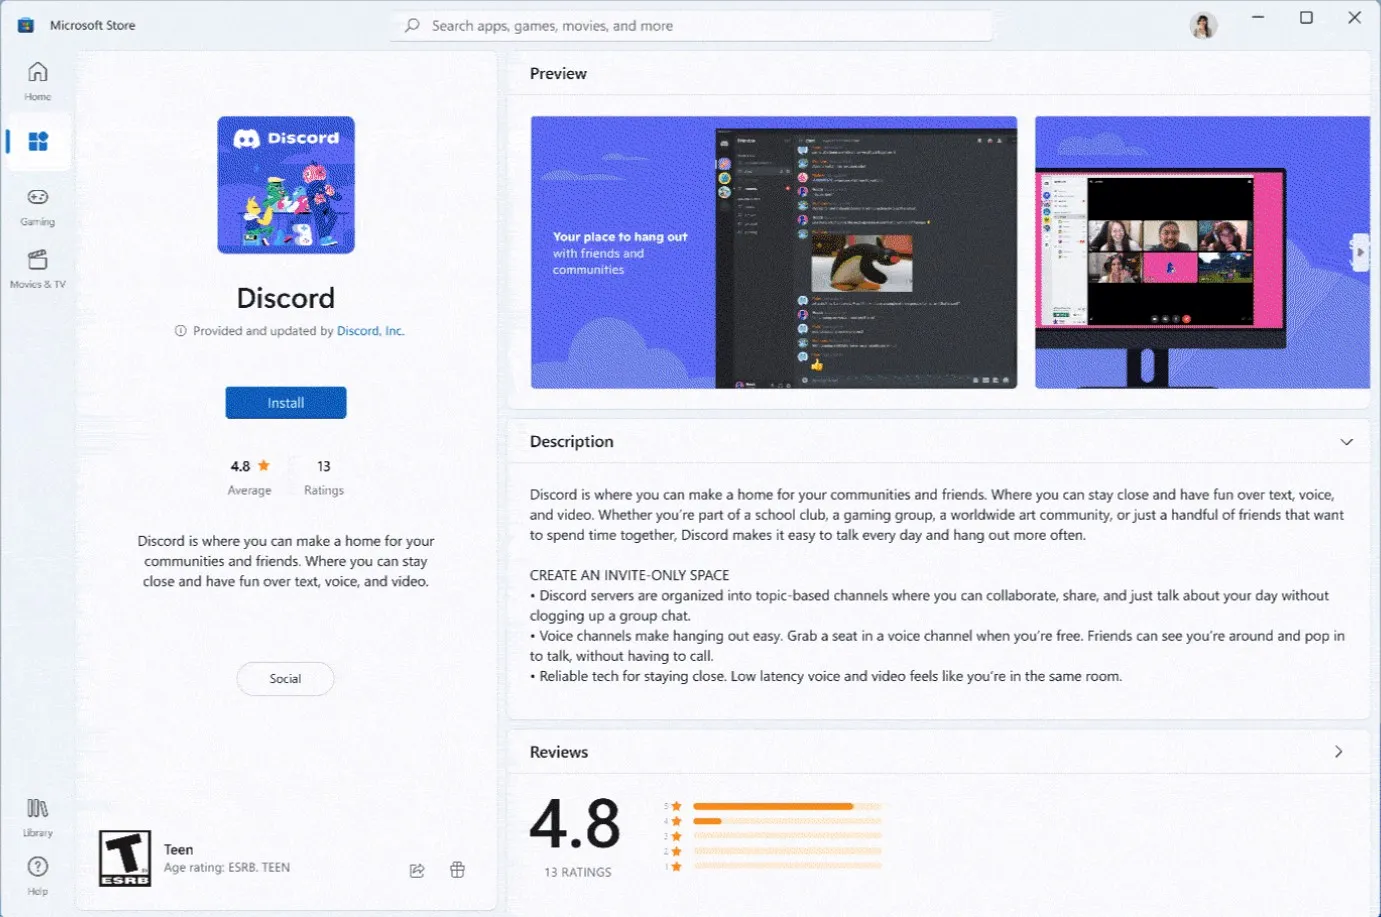 Microsoft Store
Search apps, games, movies, and more
Home
Gaming
Movies & TV
Library
Help
Discord
Discord
Provided and updated by Discord, Inc.
Install
4.8
13
Average
Ratings
Discord is where you can make a home for your
communities and friends. Where you can stay
close and have fun over text, voice, and video.
Social
T
ESRB
Teen
Age rating: ESRB. TEEN
Preview
Your place to hang out
with friends and
communities
Description
Discord is where you can make a home for your communities and friends. Where you can stay close and have fun over text, voice,
and video. Whether you're part of a school club, a gaming group, a worldwide art community, or just a handful of friends that want
to spend time together, Discord makes it easy to talk every day and hang out more often.
CREATE AN INVITE-ONLY SPACE
• Discord servers are organized into topic-based channels where you can collaborate, share, and just talk about your day without
clogging up a group chat.
• Voice channels make hanging out easy. Grab a seat in a voice channel when you're free. Friends can see you're around and pop in
to talk, without having to call.
• Reliable tech for staying close. Low latency voice and video feels like you're in the same room.
Reviews
4.8
13 RATINGS
5
4
3
2
1